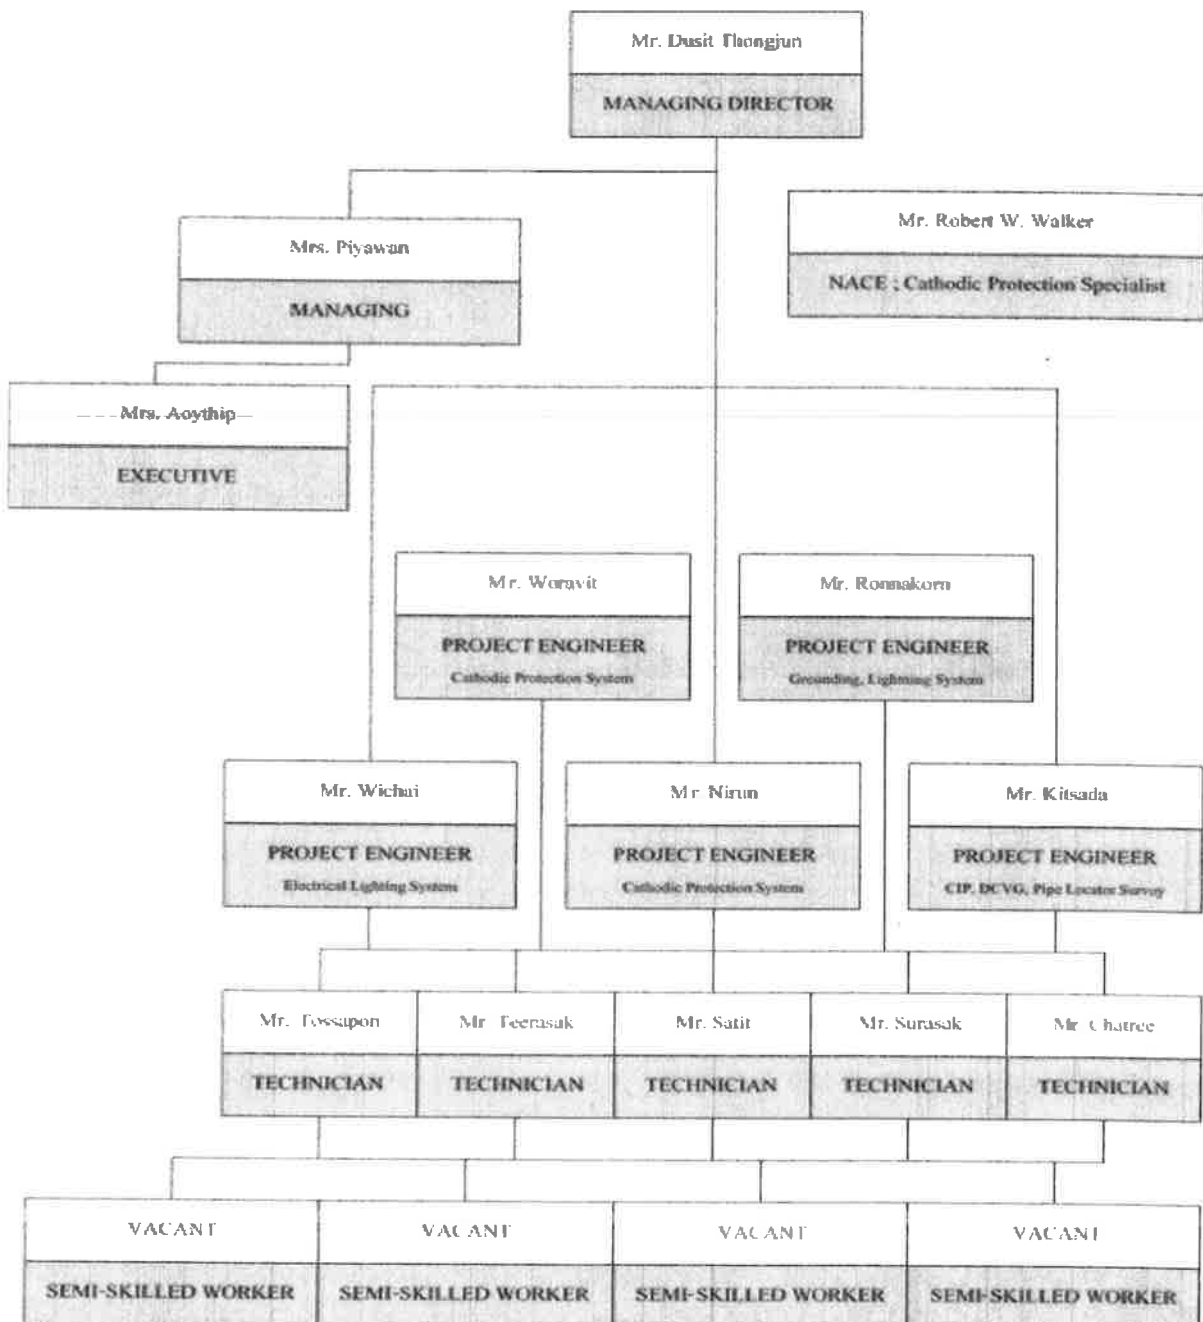 Mr. Dusit Thongjun
MANAGING DIRECTOR
Mr. Robert W. Walker
NACE ; Cathodic Protection Specialist
Mrs. Piyawan
MANAGING
Mrs. Aoythip
EXECUTIVE
Mr. Woravit
PROJECT ENGINEER
Cathodic Protection System
Mr. Ronnakorn
PROJECT ENGINEER
Grounding, Lightning System
Mr. Wichai
PROJECT ENGINEER
Electrical Lighting System
Mr. Nirun
PROJECT ENGINEER
Cathodic Protection System
Mr. Kitsada
PROJECT ENGINEER
CIP, DCVG, Pipe Locator Survey
Mr. Tossapon
TECHNICIAN
Mr. Teerasak
TECHNICIAN
Mr. Satit
TECHNICIAN
Mr. Surasak
TECHNICIAN
Mr. Chatree
TECHNICIAN
VACANT
SEMI-SKILLED WORKER
VACANT
SEMI-SKILLED WORKER
VACANT
SEMI-SKILLED WORKER
VACANT
SEMI-SKILLED WORKER